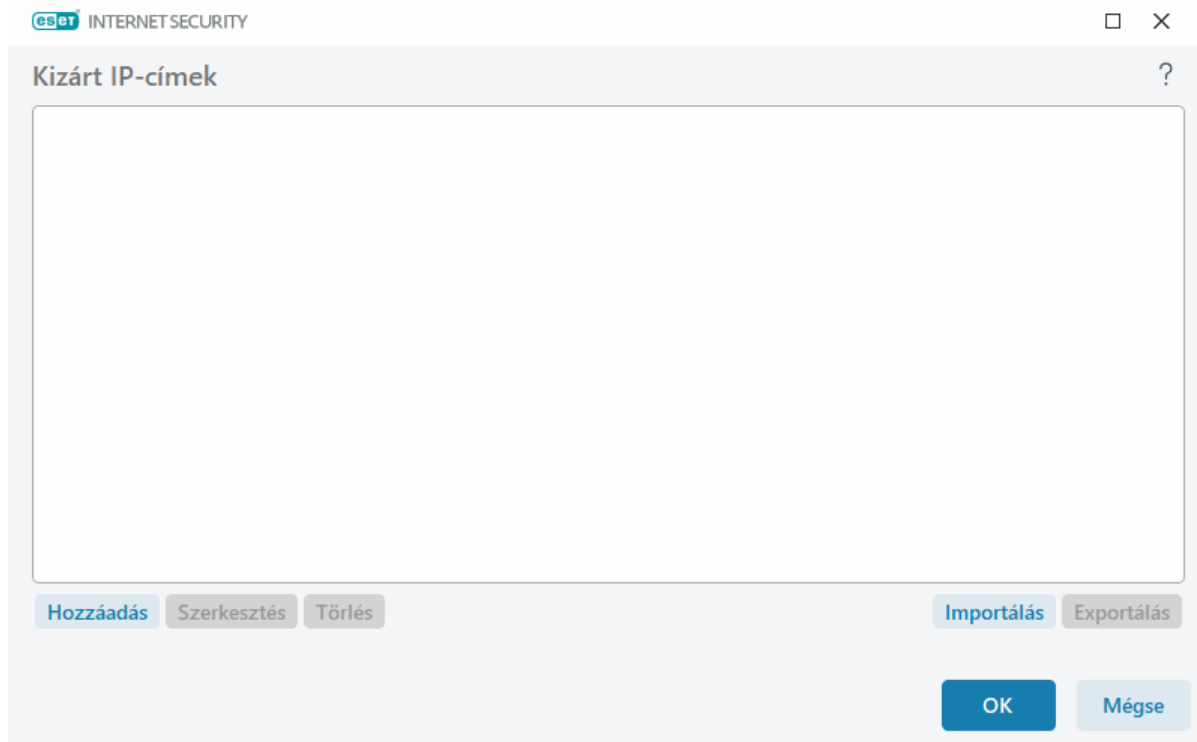 eset INTERNET SECURITY
Kizárt IP-címek ?
Hozzáadás Szerkesztés Törlés Importálás Exportálás
OK Mégse